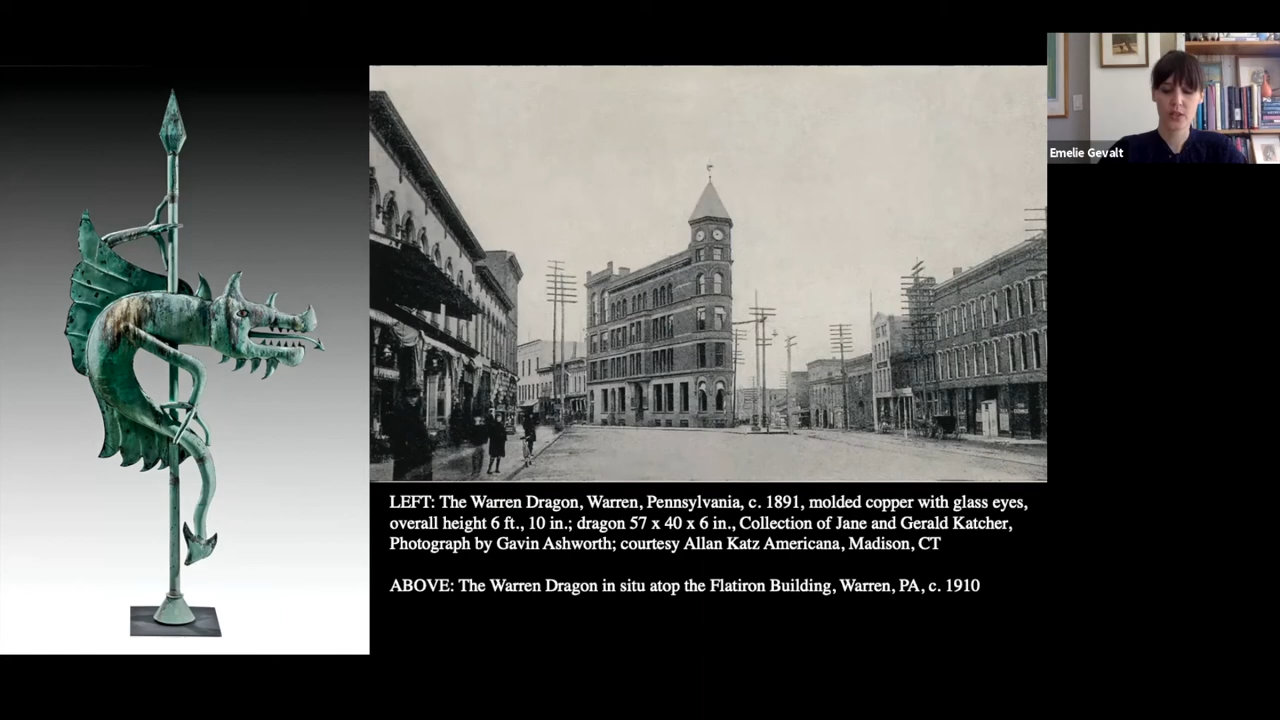 Emelie Gevalt
LEFT: The Warren Dragon, Warren, Pennsylvania, c. 1891, molded copper with glass eyes,
overall height 6 ft., 10 in.; dragon 57 x 40 x 6 in., Collection of Jane and Gerald Katcher,
Photograph by Gavin Ashworth; courtesy Allan Katz Americana, Madison, CT
ABOVE: The Warren Dragon in situ atop the Flatiron Building, Warren, PA, c. 1910